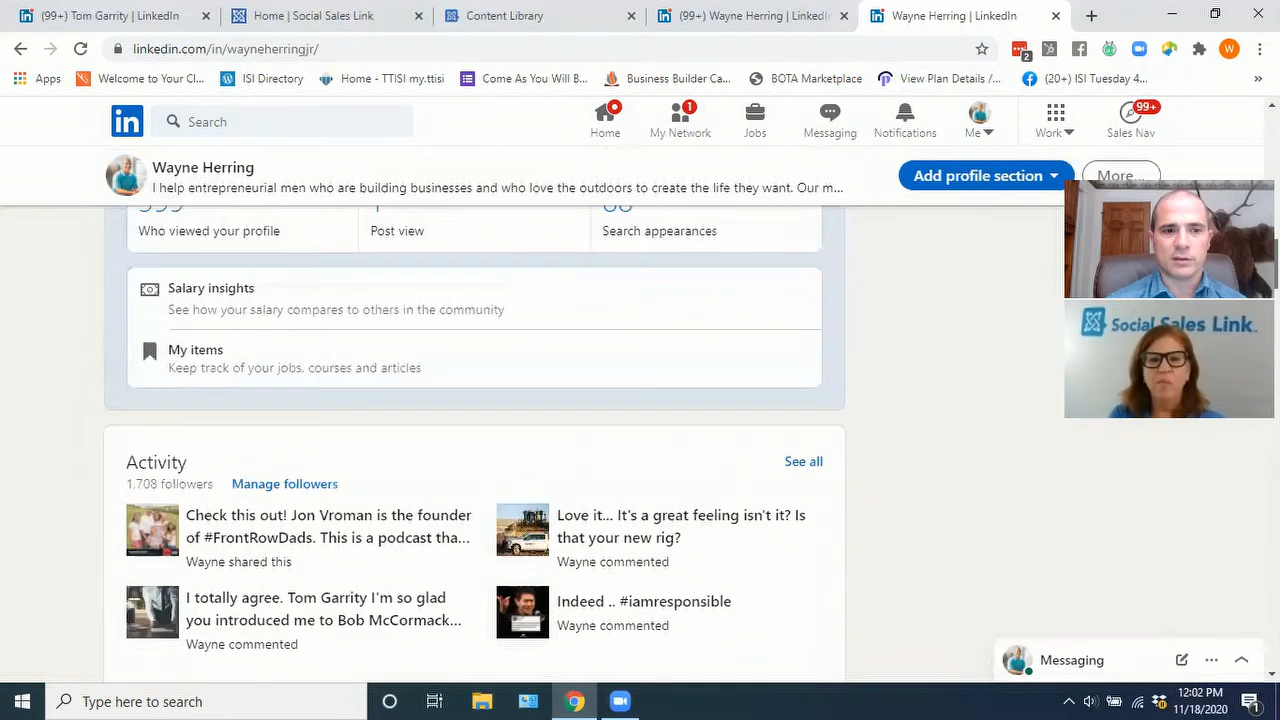 (99+) Tom Garrity | LinkedIn
Home | Social Sales Link
Content Library
(99+) Wayne Herring | LinkedIn
Wayne Herring | LinkedIn
linkedin.com/in/wayneherringjr/
2
W
Apps
Welcome to Your Cl...
ISI Directory
Home - TTISI my.ttisi
Come As You Will B...
Business Builder Ca...
BOTA Marketplace
View Plan Details /...
(20+) ISI Tuesday 4...
»
in
Search
Home
1
My Network
Jobs
Messaging
Notifications
Me
Work
99+
Sales Nav
Wayne Herring
I help entrepreneurial men who are building businesses and who love the outdoors to create the life they want. Our m...
Add profile section
More...
Who viewed your profile
Post view
Search appearances
Salary insights
See how your salary compares to others in the community
My items
Keep track of your jobs, courses and articles
Social Sales Link
Activity
See all
1,708 followers
Manage followers
Check this out! Jon Vroman is the founder
of #FrontRowDads. This is a podcast tha...
Wayne shared this
Love it... It's a great feeling isn't it? Is
that your new rig?
Wayne commented
I totally agree. Tom Garrity I'm so glad
you introduced me to Bob McCormack...
Wayne commented
Indeed .. #iamresponsible
Wayne commented
Messaging
Type here to search
12:02 PM
11/18/2020
1